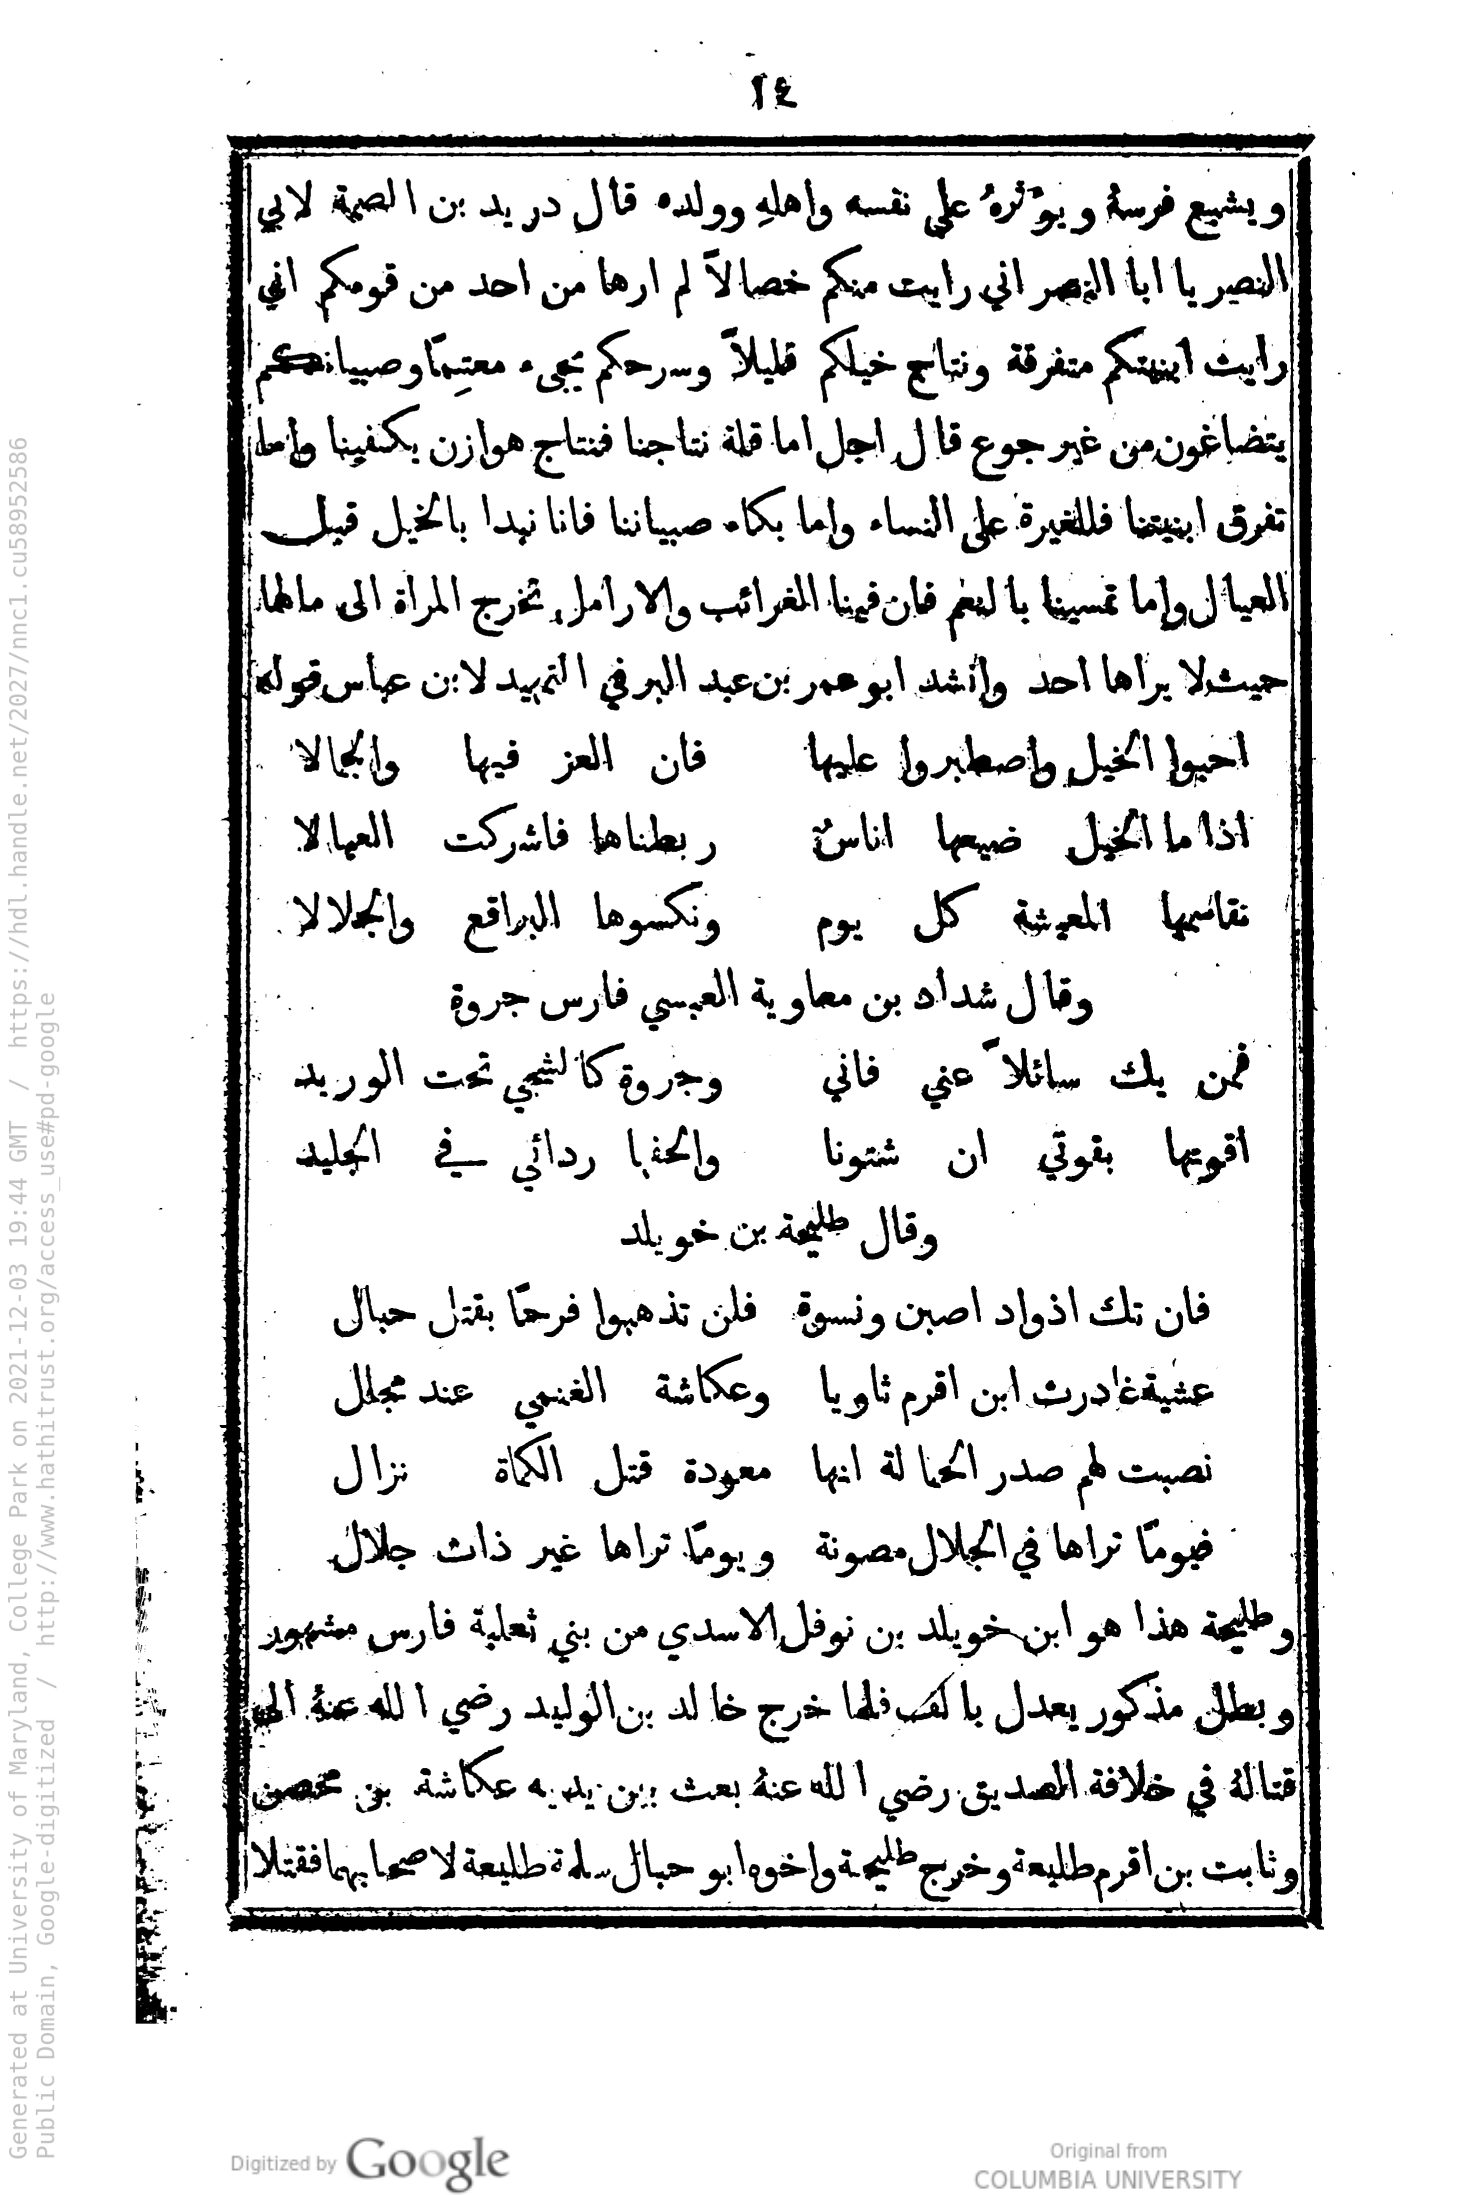 ١٤
ويشبع فرسهُ ويوثرهُ على نفسه واهلهِ وولده قال دريد بن الصمة لابي
النصير يا ابا النصر اني رايت منكم خصالاً لم ارها من احد من قومكم اني
رايت ابنيتكم متفرقة ونتاج خيلكم قليلاً وسرحكم يجيء معتِمًا وصبيانكم
يتضاغون من غير جوع قال اجل اما قلة نتاجنا فنتاج هوازن يكفينا واما
تفرق ابنيتنا فللغيرة على النساء واما بكاء صبياننا فانا نبدا بالخيل قبل
العيال واما تمسينا بالنعم فان فينا الغرائب والارامل تخرج المراة الى مالها
حيث لا يراها احد وانشد ابو عمر بن عبد البر في التمهيد لابن عباس قوله
احبوا الخيل واصطبروا عليها فان العز فيها والجمالا
اذا ما الخيل ضيعها اناسٌ ربطناها فاشركت العيالا
نقاسمها المعيشة كل يوم ونكسوها البراقع والجلالا
وقال شداد بن معاوية العبسي فارس جروة
فمن يك سائلاً عني فاني وجروة كالشجي تحت الوريد
اقوتها بقوتي ان شتونا والحفها ردائي في الجليد
وقال طليحة بن خويلد
فان تك اذواد اصبن ونسوة فلن تذهبوا فرحًا بقتل حبال
عشية غادرت ابن اقرم ثاويا وعكاشة الغنمي عند مجلل
نصبت لهم صدر الحمالة انها معودة قتل الكماة نزال
فيومًا تراها في الجلال مصونة ويومًا تراها غير ذات جلال
وطليحة هذا هو ابن خويلد بن نوفل الاسدي من بني ثعلبة فارس مشهور
وبطل مذكور يعدل بالف فلما خرج خالد بن الوليد رضي الله عنهُ الى
قتالهُ في خلافة الصديق رضي الله عنهُ بعث بين يديه عكاشة بن محصن
وثابت بن اقرم طليعة وخرج طليحة واخوه ابو حبال سلمة طليعة لاصحابهما فقتلا
Generated at University of Maryland, College Park on 2021-12-03 19:44 GMT / https://hdl.handle.net/2027/nnc1.cu58952586
Public Domain, Google-digitized / http://www.hathitrust.org/access_use#pd-google
Digitized by Google
Original from
COLUMBIA UNIVERSITY